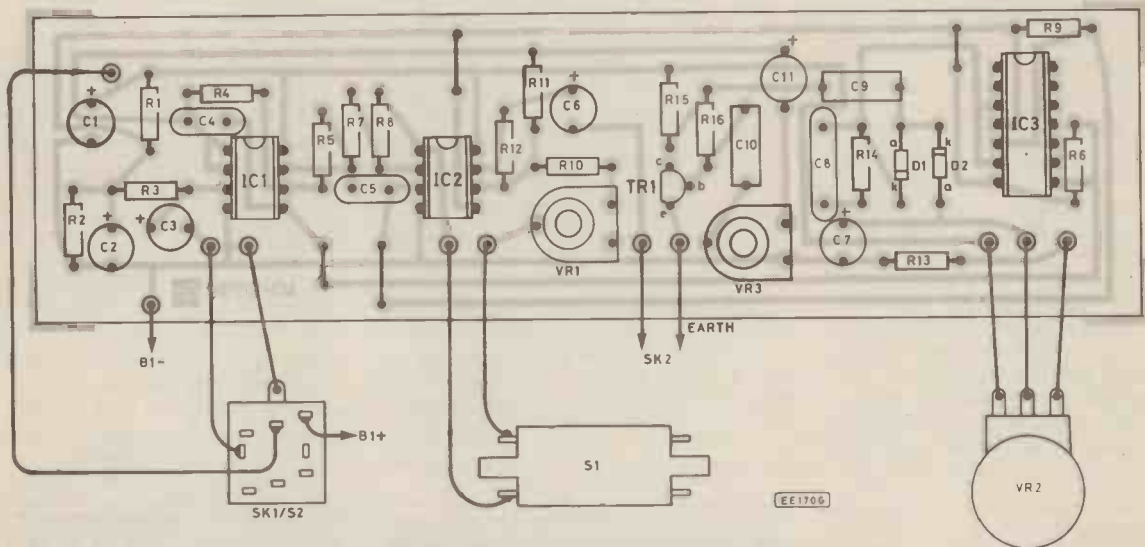 R9
+
R11
+
C11
R4
R1
+
C1
C4
R7
R8
C6
R15
C9
R16
IC3
R5
R12
C10
C8
R14
a
k
R6
IC1
IC2
R10
c
TR1
b
D1
D2
R3
C5
e
k
a
R2
+
C3
+
C2
+
C7
VR1
VR3
R13
EARTH
B1-
SK2
B1+
S1
SK1/S2
EE170G
VR2